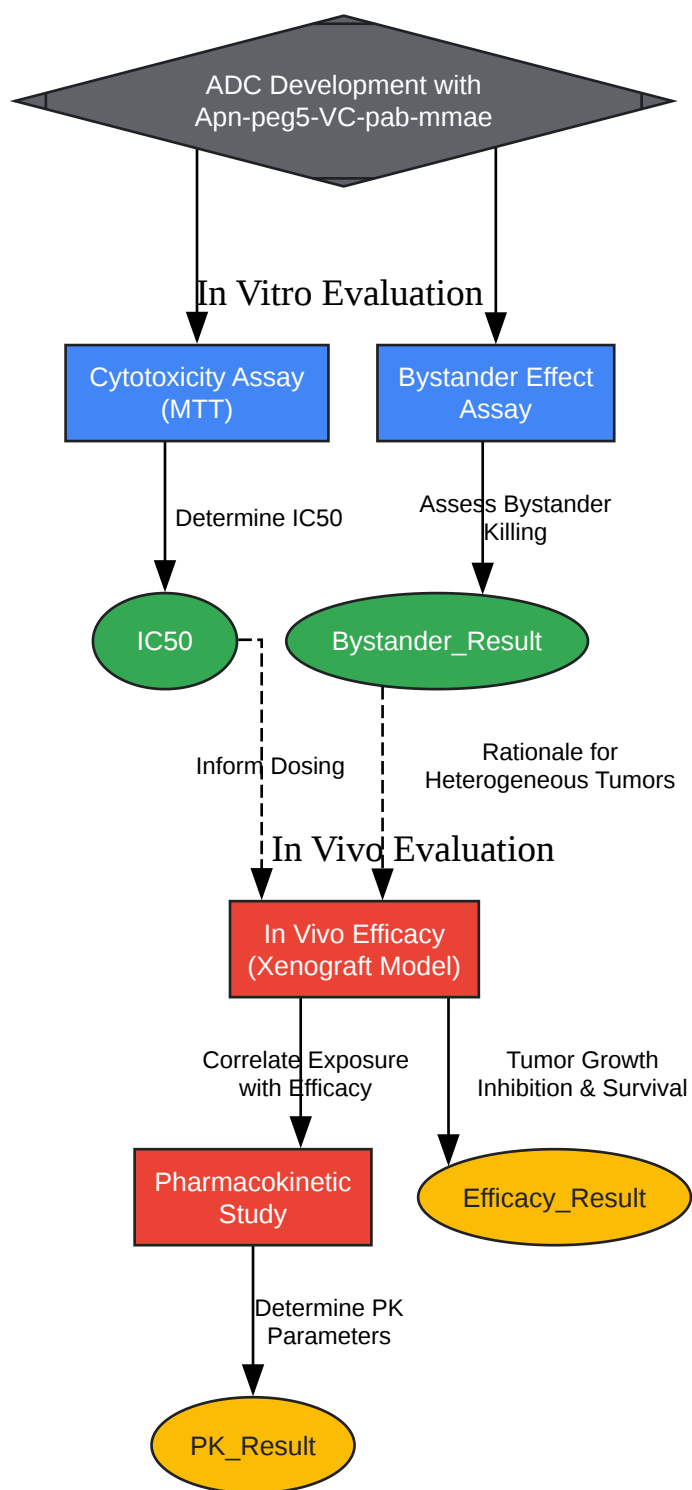 ADC Development with
Apn-peg5-VC-pab-mmae
In Vitro Evaluation
Cytotoxicity Assay
(MTT)
Bystander Effect
Assay
Determine IC50
Assess Bystander
Killing
IC50
Bystander_Result
Inform Dosing
Rationale for
Heterogeneous Tumors
In Vivo Evaluation
In Vivo Efficacy
(Xenograft Model)
Correlate Exposure
with Efficacy
Tumor Growth
Inhibition & Survival
Pharmacokinetic
Study
Efficacy_Result
Determine PK
Parameters
PK_Result